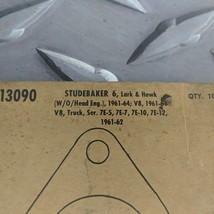 13090
STUDEBAKER 6, Lark & Hawk
(W/O/Head Eng.), 1961-64; V8, 1961-
V8, Truck, Ser. 7E-5, 7E-7, 7E-10, 7E-12,
1961-62
QTY. 10